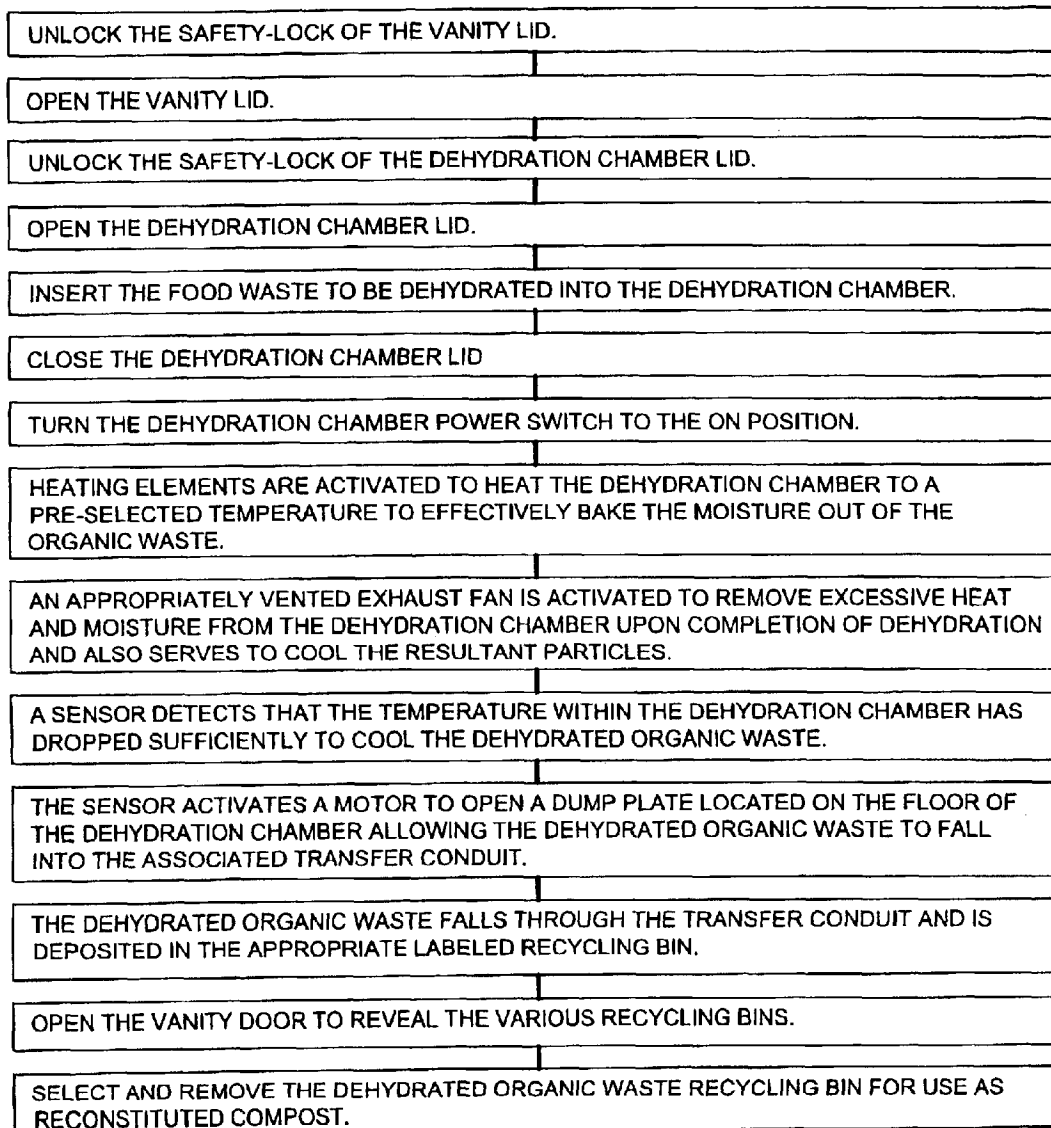 UNLOCK THE SAFETY-LOCK OF THE VANITY LID.
OPEN THE VANITY LID.
UNLOCK THE SAFETY-LOCK OF THE DEHYDRATION CHAMBER LID.
OPEN THE DEHYDRATION CHAMBER LID.
INSERT THE FOOD WASTE TO BE DEHYDRATED INTO THE DEHYDRATION CHAMBER.
CLOSE THE DEHYDRATION CHAMBER LID
TURN THE DEHYDRATION CHAMBER POWER SWITCH TO THE ON POSITION.
HEATING ELEMENTS ARE ACTIVATED TO HEAT THE DEHYDRATION CHAMBER TO A
PRE-SELECTED TEMPERATURE TO EFFECTIVELY BAKE THE MOISTURE OUT OF THE
ORGANIC WASTE.
AN APPROPRIATELY VENTED EXHAUST FAN IS ACTIVATED TO REMOVE EXCESSIVE HEAT
AND MOISTURE FROM THE DEHYDRATION CHAMBER UPON COMPLETION OF DEHYDRATION
AND ALSO SERVES TO COOL THE RESULTANT PARTICLES.
A SENSOR DETECTS THAT THE TEMPERATURE WITHIN THE DEHYDRATION CHAMBER HAS
DROPPED SUFFICIENTLY TO COOL THE DEHYDRATED ORGANIC WASTE.
THE SENSOR ACTIVATES A MOTOR TO OPEN A DUMP PLATE LOCATED ON THE FLOOR OF
THE DEHYDRATION CHAMBER ALLOWING THE DEHYDRATED ORGANIC WASTE TO FALL
INTO THE ASSOCIATED TRANSFER CONDUIT.
THE DEHYDRATED ORGANIC WASTE FALLS THROUGH THE TRANSFER CONDUIT AND IS
DEPOSITED IN THE APPROPRIATE LABELED RECYCLING BIN.
OPEN THE VANITY DOOR TO REVEAL THE VARIOUS RECYCLING BINS.
SELECT AND REMOVE THE DEHYDRATED ORGANIC WASTE RECYCLING BIN FOR USE AS
RECONSTITUTED COMPOST.